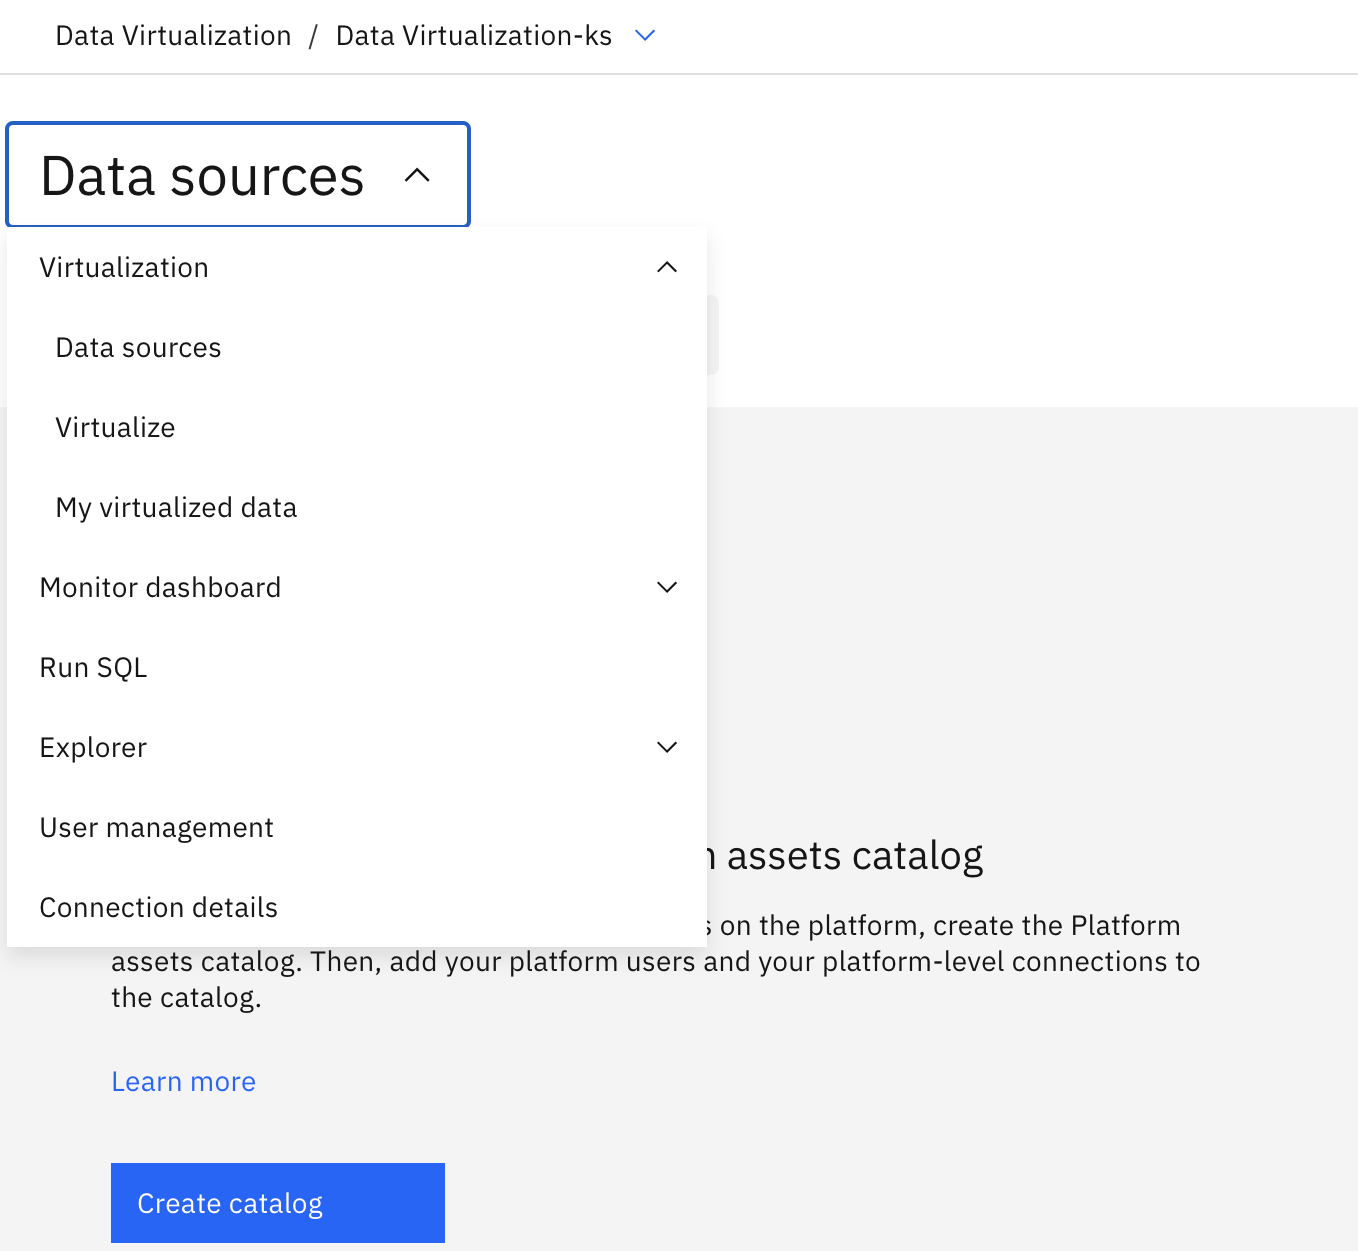 Data Virtualization / Data Virtualization-ks
Data sources
Virtualization
Data sources
Virtualize
My virtualized data
Monitor dashboard
Run SQL
Explorer
User management
Connection details
assets catalog
on the platform, create the Platform
assets catalog. Then, add your platform users and your platform-level connections to
the catalog.
Learn more
Create catalog